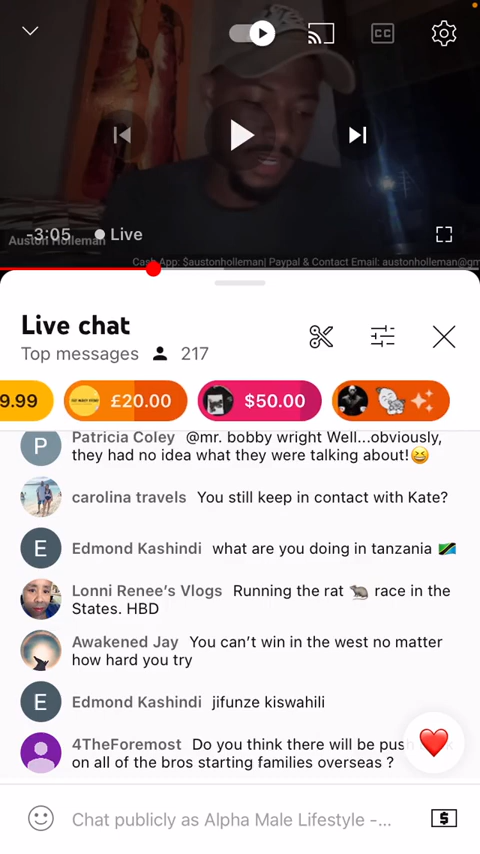 CC
-3:05 Live
Auston Holleman
Cash App: $austonholleman| Paypal & Contact Email: austonholleman@gm
Live chat
Top messages 217
9.99 £20.00 $50.00
Patricia Coley @mr. bobby wright Well...obviously,
they had no idea what they were talking about!😆
carolina travels You still keep in contact with Kate?
E
Edmond Kashindi what are you doing in tanzania 🇹🇿
Lonni Renee's Vlogs Running the rat 🐀 race in the
States. HBD
Awakened Jay You can't win in the west no matter
how hard you try
E
Edmond Kashindi jifunze kiswahili
4TheForemost Do you think there will be push
on all of the bros starting families overseas ?
Chat publicly as Alpha Male Lifestyle -...
$